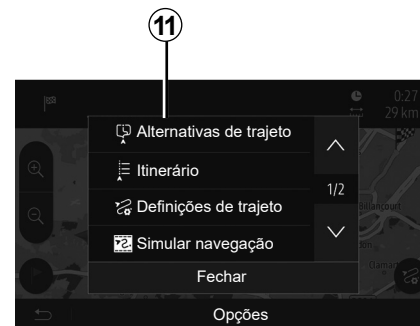 11
0:27
29 km
Alternativas de trajeto
Itinerário
1/2
Definições de trajeto
Simular navegação
Fechar
Opções